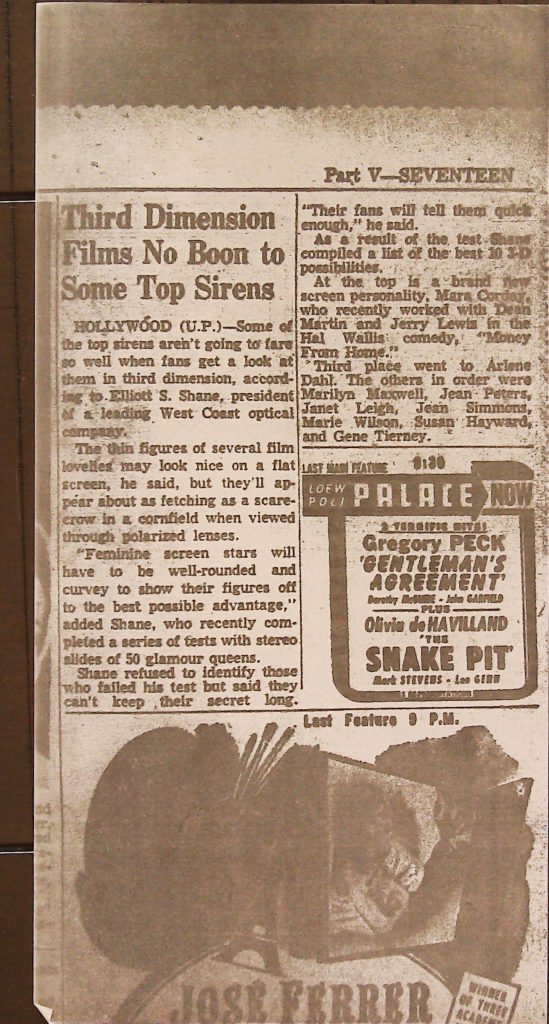 Part V—SEVENTEEN
Third Dimension
Films No Boon to
Some Top Sirens
HOLLYWOOD (U.P.)—Some of
the top sirens aren't going to fare
so well when fans get a look at
them in third dimension, accord-
ing to Elliott S. Shane, president
of a leading West Coast optical
company.
The thin figures of several film
lovelies may look nice on a flat
screen, he said, but they'll ap-
pear about as fetching as a scare-
crow in a cornfield when viewed
through polarized lenses.
"Feminine screen stars will
have to be well-rounded and
curvey to show their figures off
to the best possible advantage,"
added Shane, who recently com-
pleted a series of tests with stereo
slides of 50 glamour queens.
Shane refused to identify those
who failed his test but said they
can't keep their secret long.
"Their fans will tell them quick
enough," he said.
As a result of the test Shane
compiled a list of the best 10 3-D
possibilities.
At the top is a brand new
screen personality, Mara Corday,
who recently worked with Dean
Martin and Jerry Lewis in the
Hal Wallis comedy, "Money
From Home."
Third place went to Arlene
Dahl. The others in order were
Marilyn Maxwell, Jean Peters,
Janet Leigh, Jean Simmons,
Marie Wilson, Susan Hayward,
and Gene Tierney.
LAST MAIN FEATURE 8:30
LOEW POLI PALACE NOW
2 TERRIFIC HITS!
Gregory PECK
'GENTLEMAN'S
AGREEMENT'
Dorothy McGUIRE - John GARFIELD
PLUS
Olivia de HAVILLAND
'THE
SNAKE PIT'
Mark STEVENS - Leo GENN
Last Feature 9 P.M.
JOSE FERRER
WINNER
OF THREE